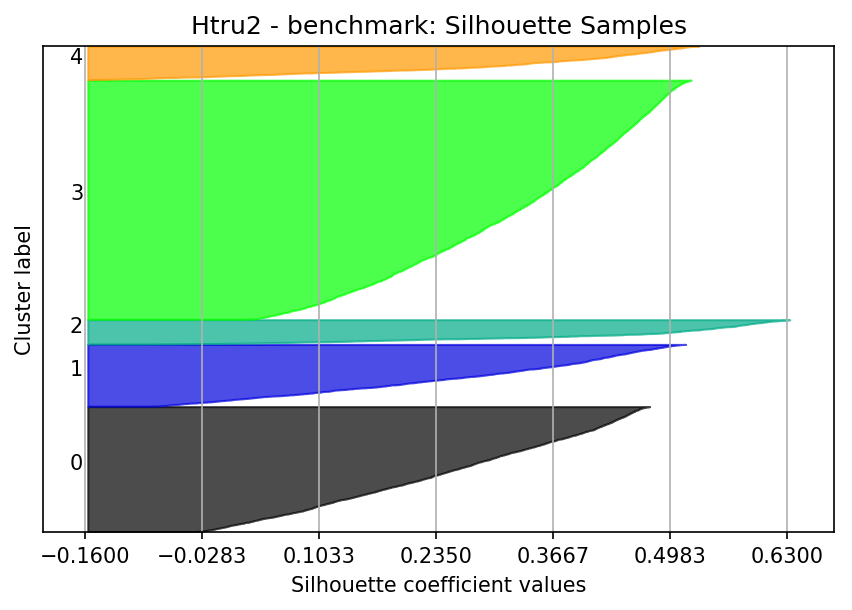 Htru2 - benchmark: Silhouette Samples
4
3
2
1
0
Cluster label
−0.1600 −0.0283 0.1033 0.2350 0.3667 0.4983 0.6300
Silhouette coefficient values